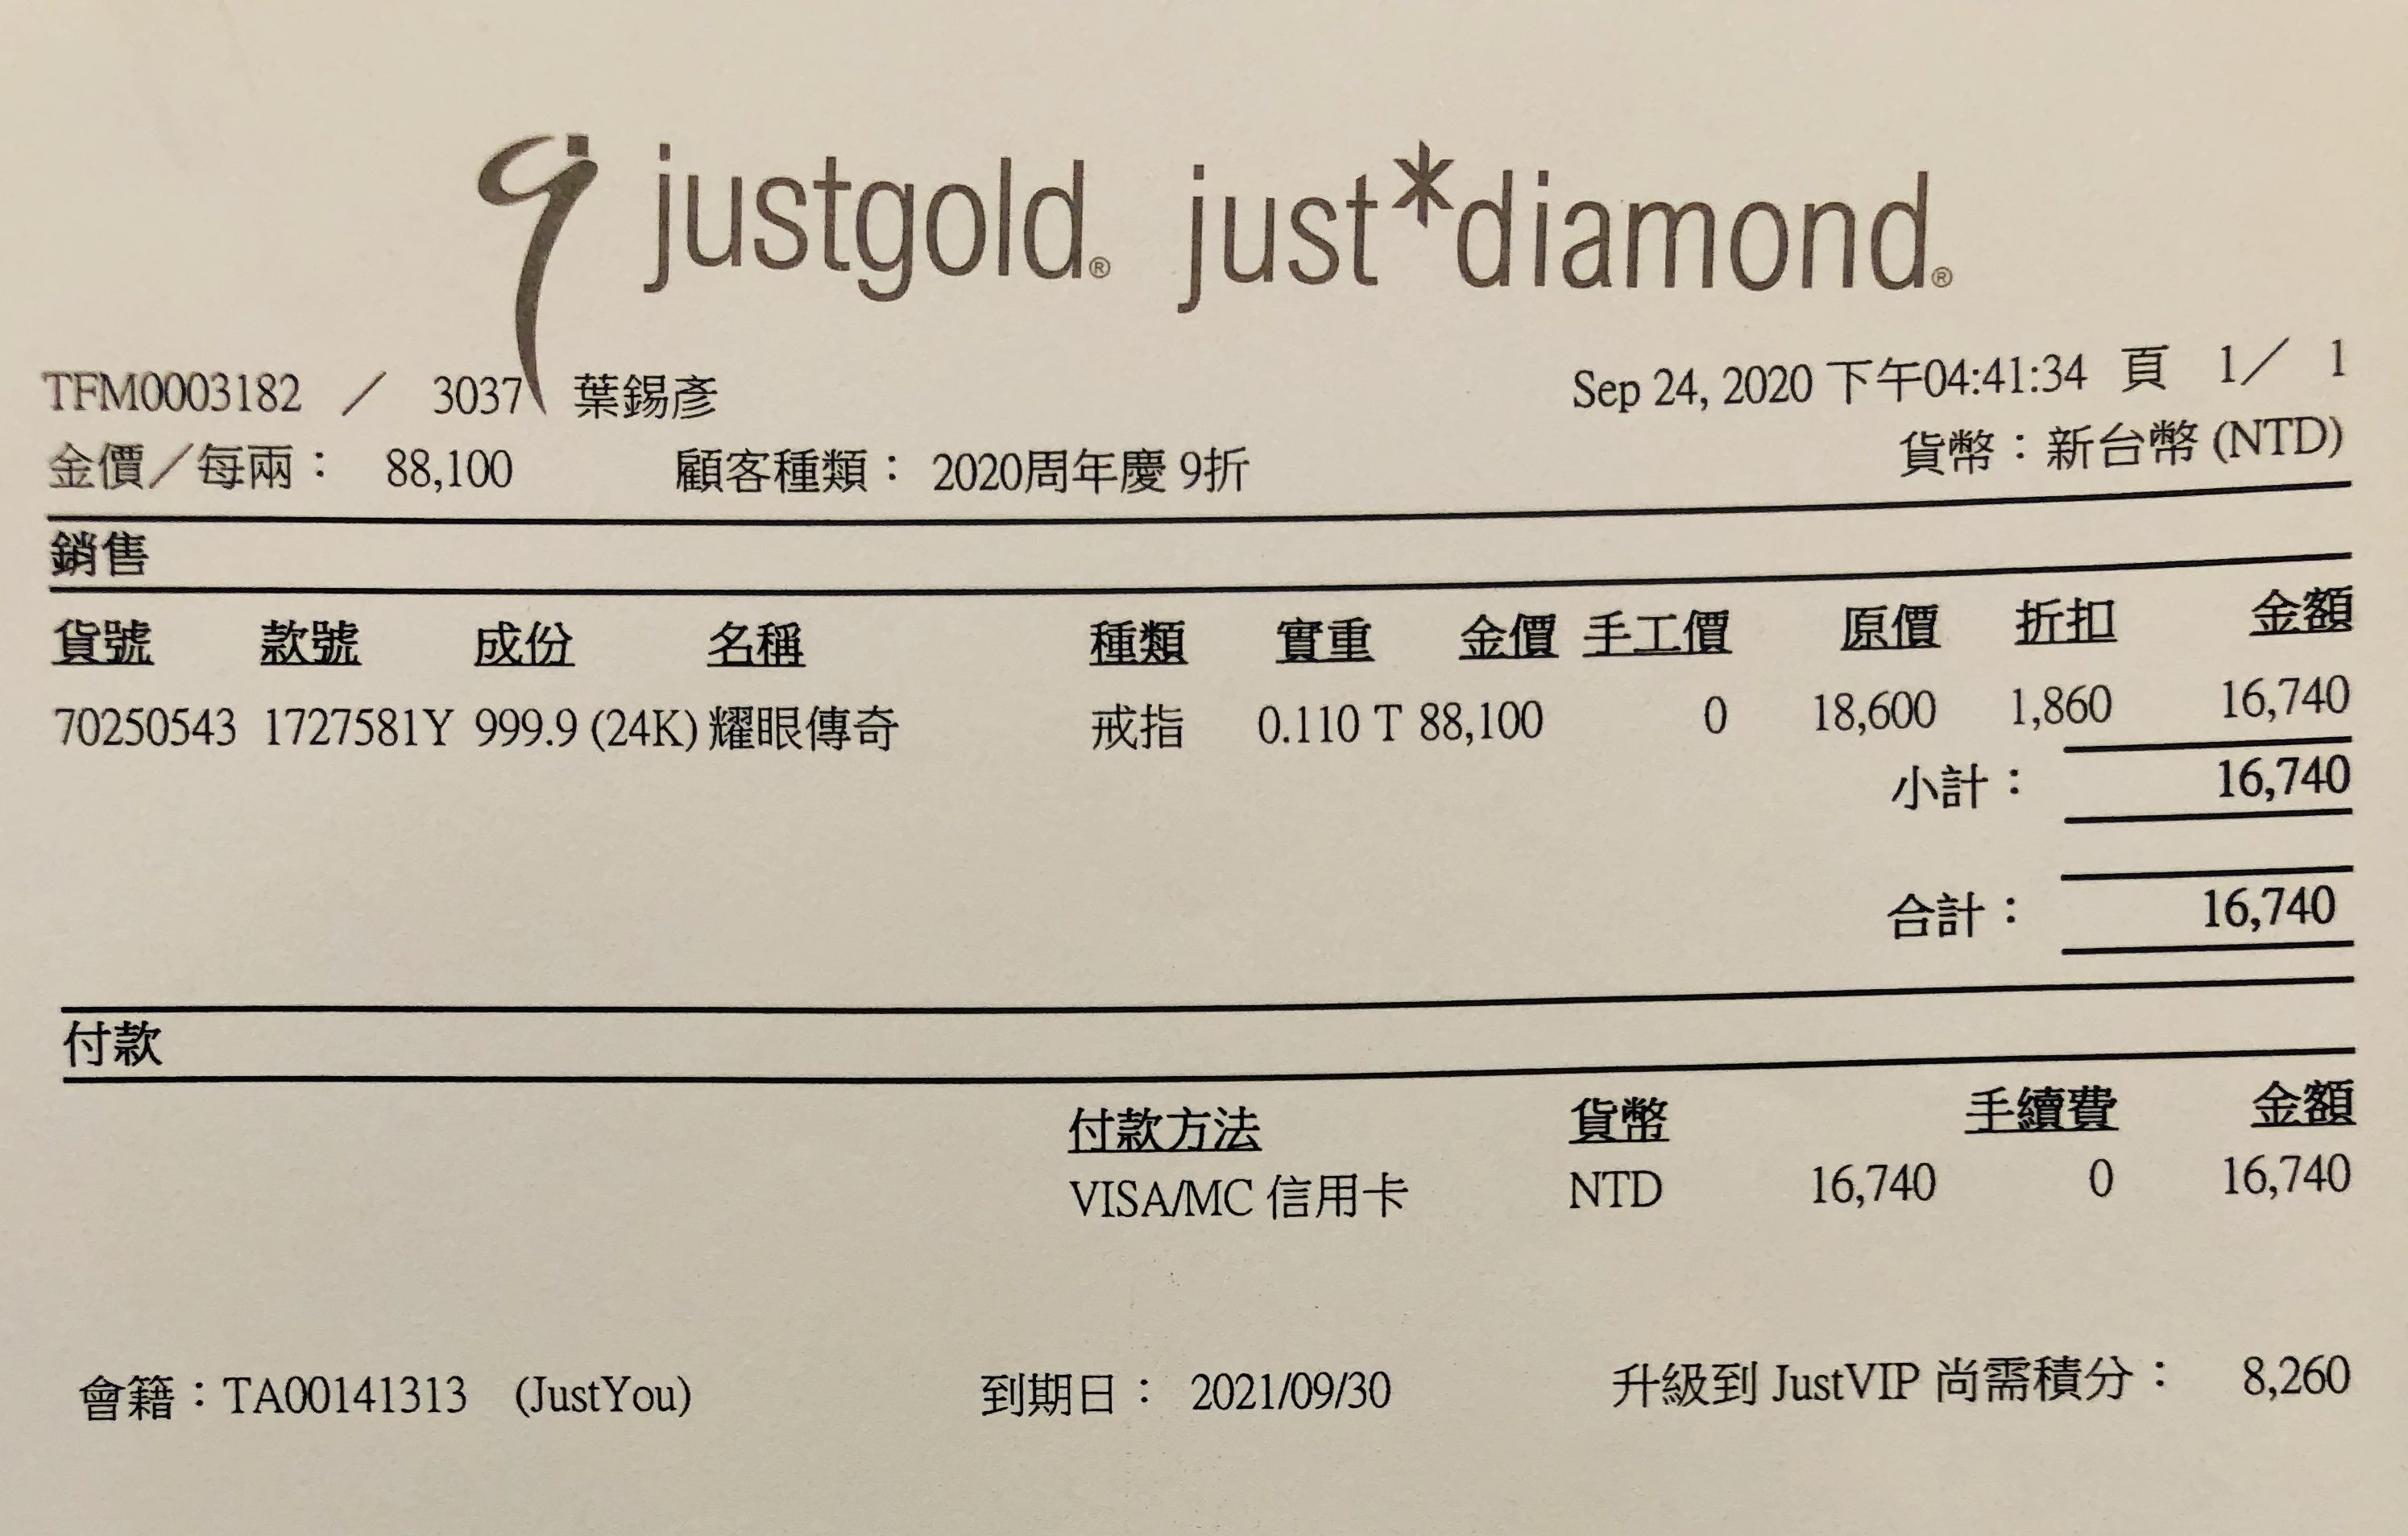 justgold® just*diamond®
TFM0003182 ／ 3037 葉錫彥 Sep 24, 2020 下午04:41:34 頁 1／ 1
金價／每兩： 88,100 顧客種類： 2020周年慶 9折 貨幣：新台幣 (NTD)
銷售
貨號 款號 成份 名稱 種類 實重 金價 手工價 原價 折扣 金額
70250543 1727581Y 999.9 (24K) 耀眼傳奇 戒指 0.110 T 88,100 0 18,600 1,860 16,740
小計： 16,740
合計： 16,740
付款
付款方法 貨幣 手續費 金額
VISA/MC 信用卡 NTD 16,740 0 16,740
會籍：TA00141313 (JustYou) 到期日： 2021/09/30 升級到 JustVIP 尚需積分： 8,260